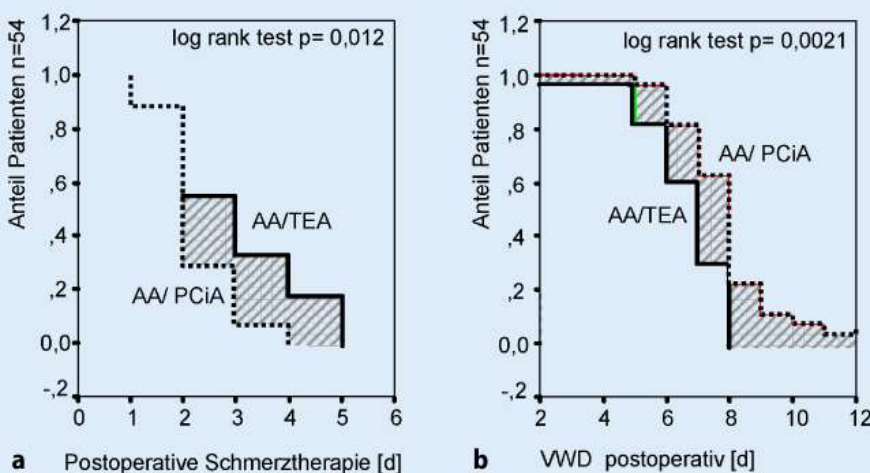 Anteil Patienten n=54
1,2
1,0
,8
,6
,4
,2
0,0
-,2
log rank test p= 0,012
AA/TEA
AA/ PCiA
0 1 2 3 4 5 6
a Postoperative Schmerztherapie [d]
Anteil Patienten n=54
1,2
1,0
,8
,6
,4
,2
0,0
-,2
log rank test p= 0,0021
AA/ PCiA
AA/TEA
2 4 6 8 10 12
b VWD postoperativ [d]